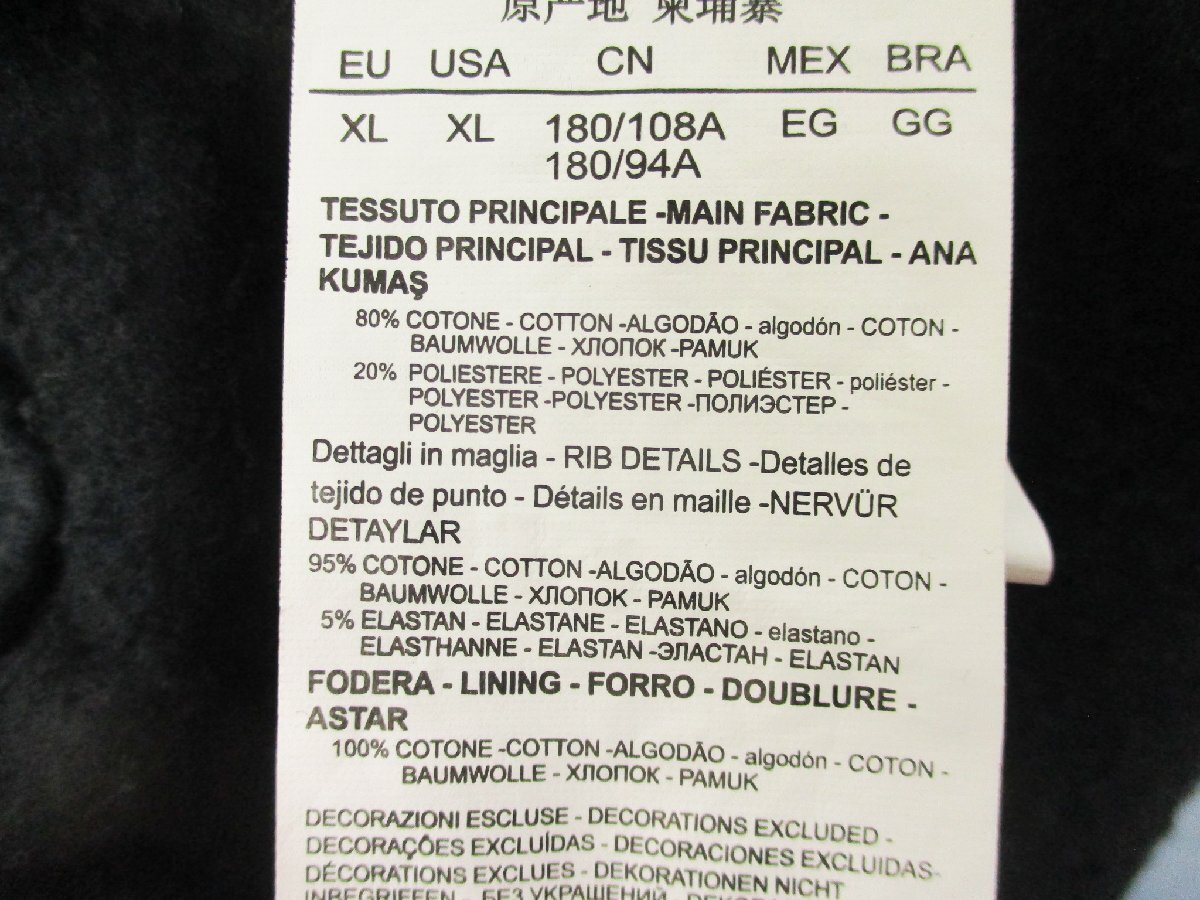 原产地 柬埔寨
EU USA CN MEX BRA
XL XL 180/108A EG GG
180/94A
TESSUTO PRINCIPALE -MAIN FABRIC -
TEJIDO PRINCIPAL - TISSU PRINCIPAL - ANA
KUMAŞ
80% COTONE - COTTON -ALGODÃO - algodón - COTON -
BAUMWOLLE - ХЛОПОК -PAMUK
20% POLIESTERE - POLYESTER - POLIÉSTER - poliéster -
POLYESTER -POLYESTER -ПОЛИЭСТЕР -
POLYESTER
Dettagli in maglia - RIB DETAILS -Detalles de
tejido de punto - Détails en maille -NERVÜR
DETAYLAR
95% COTONE - COTTON -ALGODÃO - algodón - COTON -
BAUMWOLLE - ХЛОПОК - PAMUK
5% ELASTAN - ELASTANE - ELASTANO - elastano -
ELASTHANNE - ELASTAN -ЭЛАСТАН - ELASTAN
FODERA - LINING - FORRO - DOUBLURE -
ASTAR
100% COTONE -COTTON -ALGODÃO - algodón - COTON -
BAUMWOLLE - ХЛОПОК - PAMUK
DECORAZIONI ESCLUSE - DECORATIONS EXCLUDED -
DECORAÇÕES EXCLUÍDAS - DECORACIONES EXCLUIDAS-
DÉCORATIONS EXCLUES - DEKORATIONEN NICHT
INBEGRIFFEN - БЕЗ УКРАШЕНИЙ -